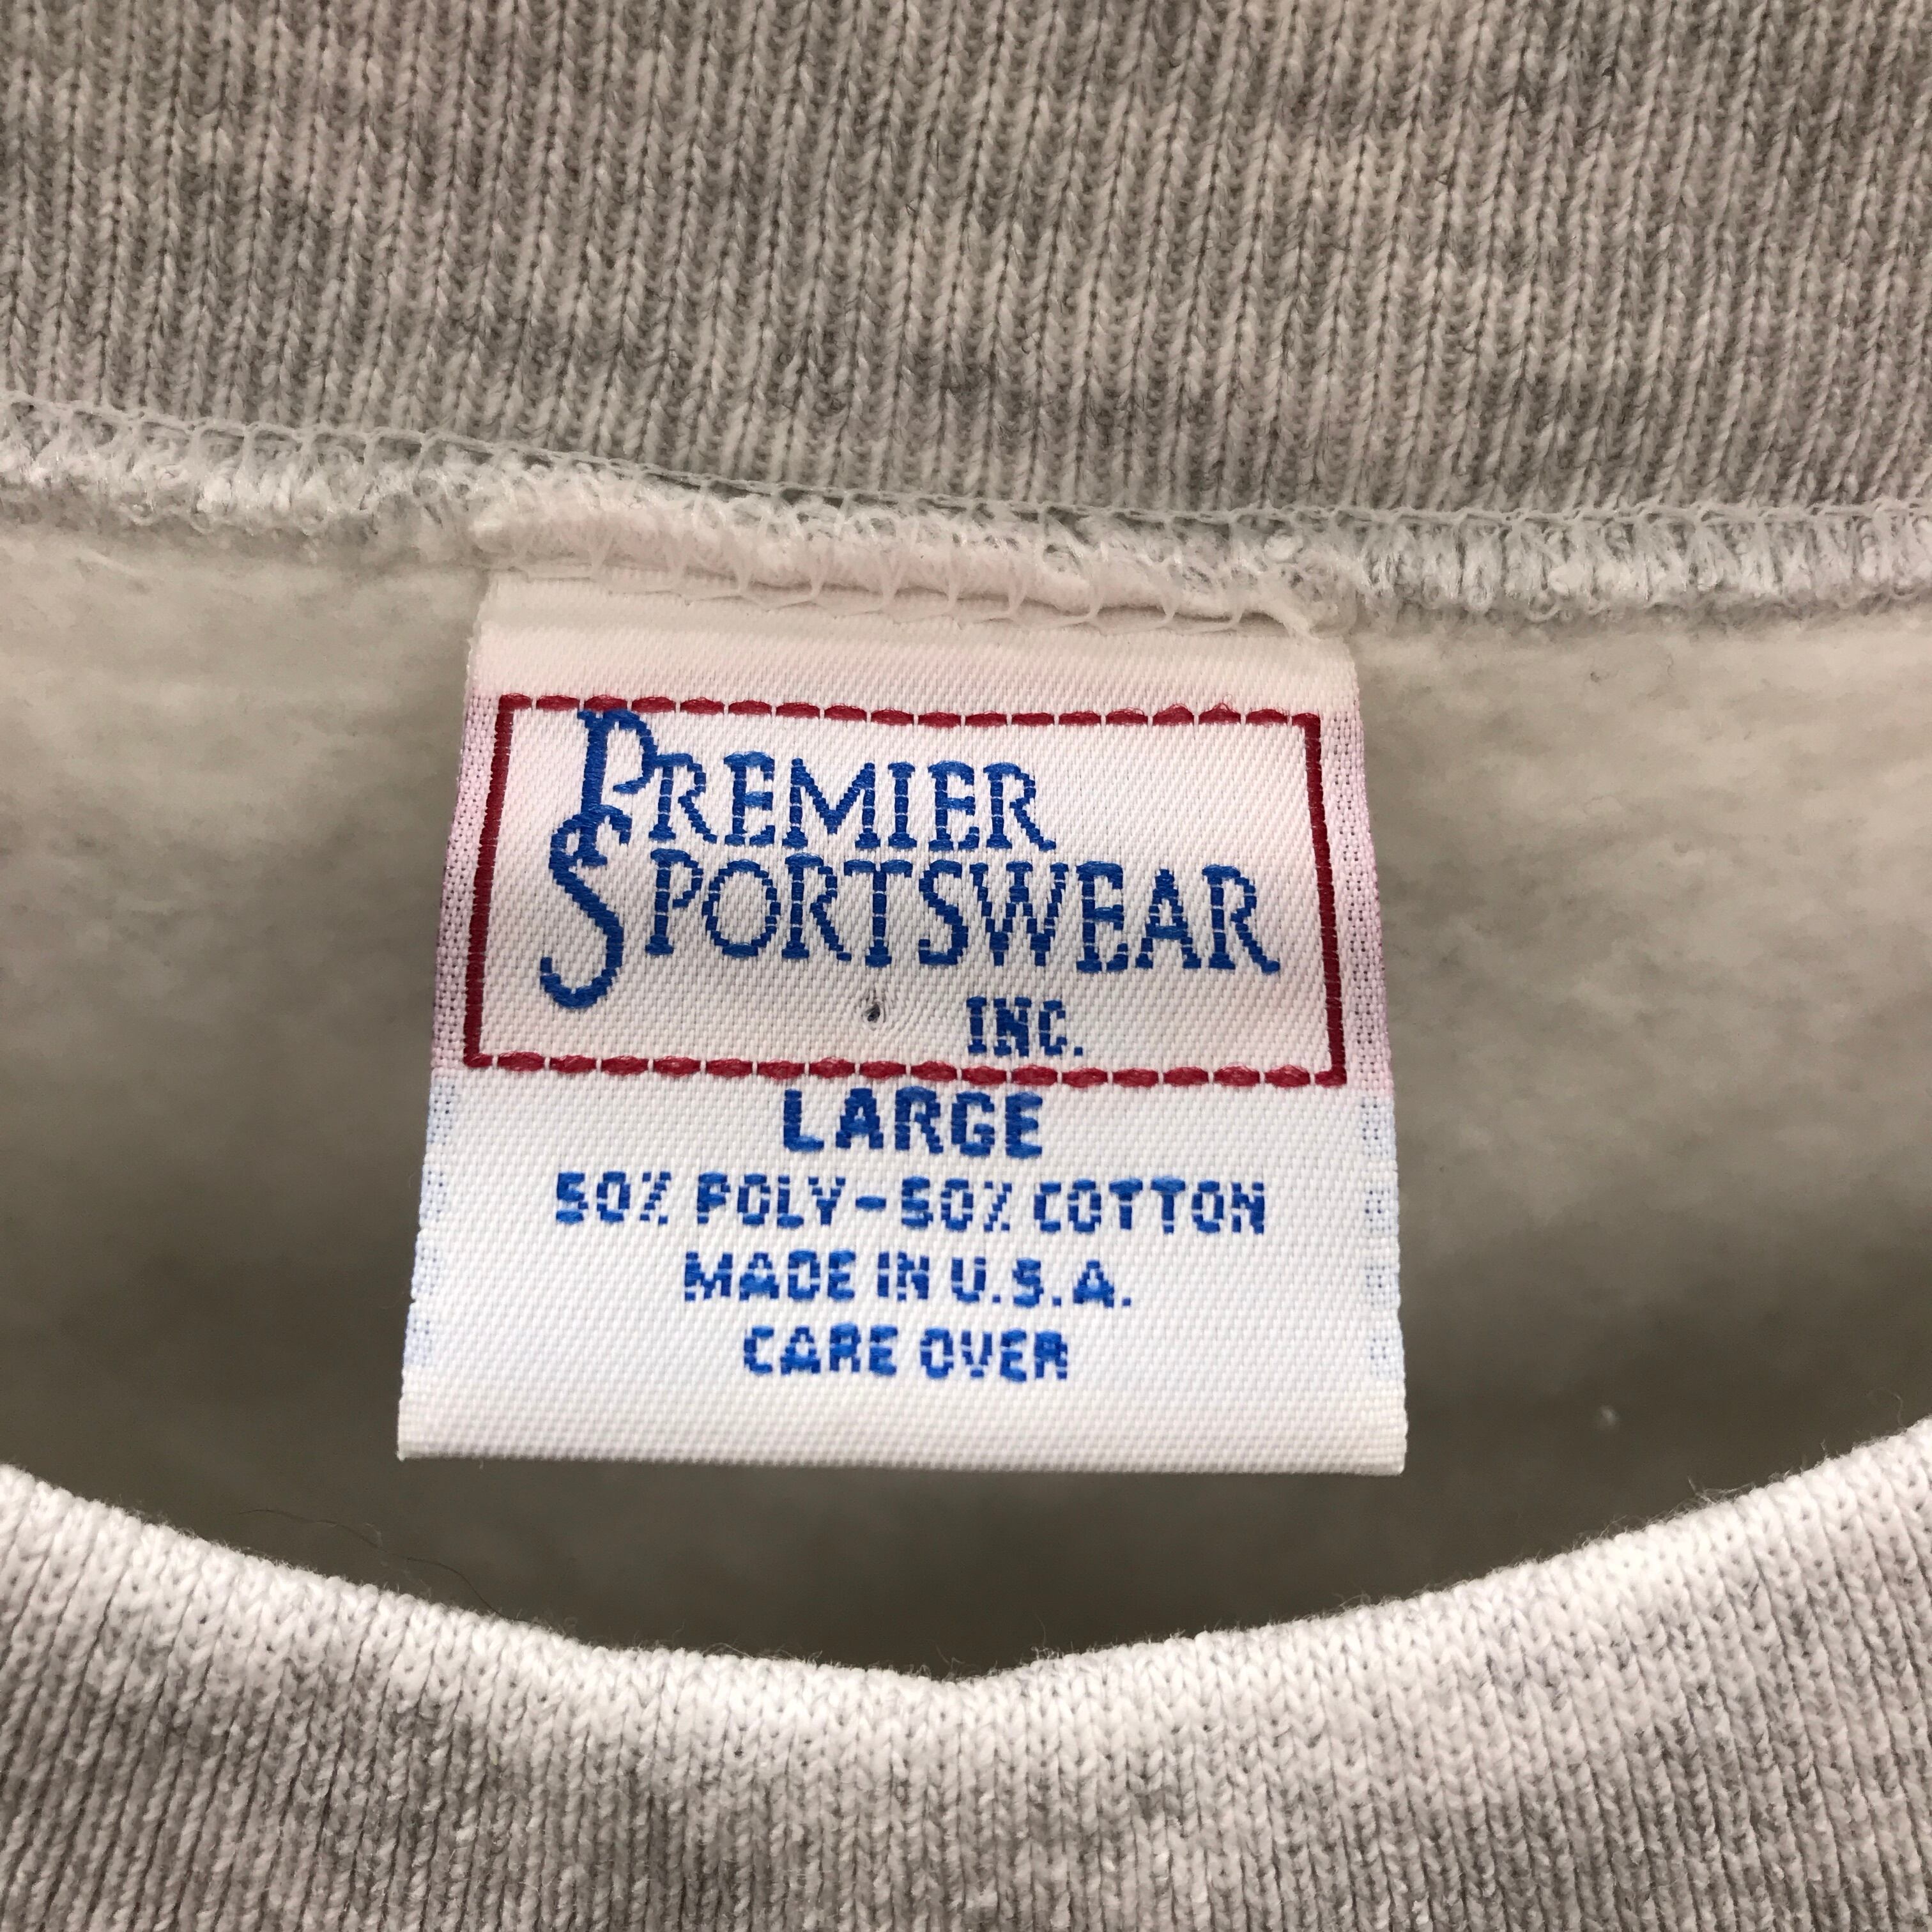 PREMIER
SPORTSWEAR
INC.
LARGE
50% POLY-50% COTTON
MADE IN U.S.A.
CARE OVER